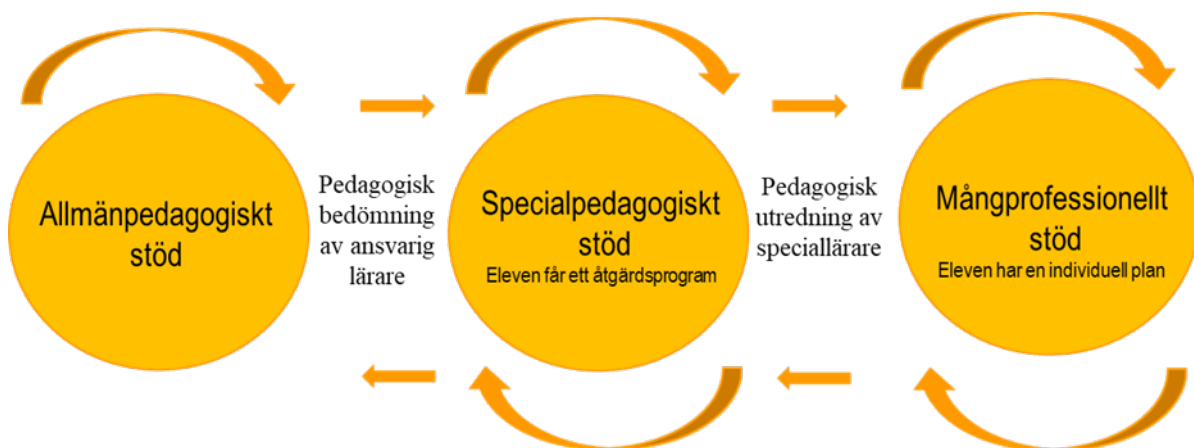 Allmänpedagogiskt
stöd
Pedagogisk
bedömning
av ansvarig
lärare
Specialpedagogiskt
stöd
Eleven får ett åtgärdsprogram
Pedagogisk
utredning av
speciallärare
Mångprofessionellt
stöd
Eleven har en individuell plan